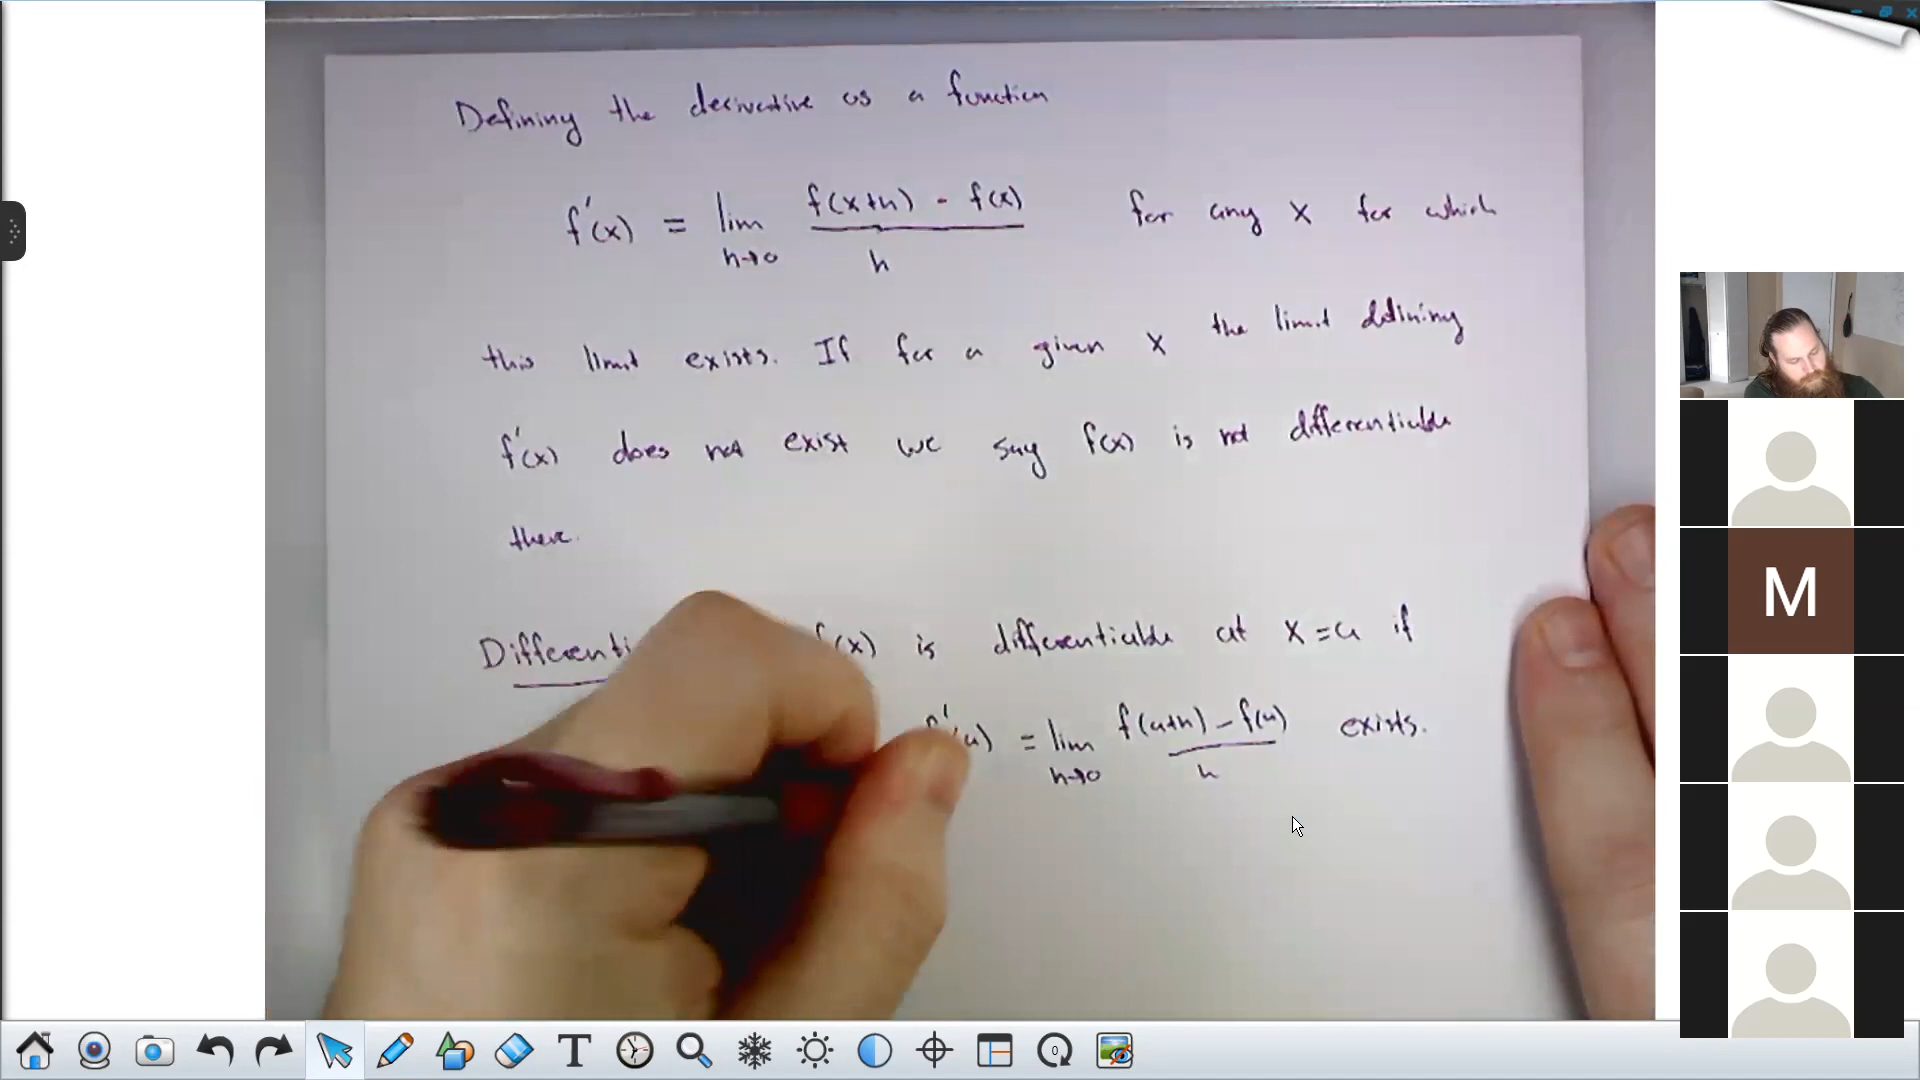 Defining the derivative as a function
f'(x) = lim h→0 f(x+h) - f(x) / h for any x for which
this limit exists. If for a given x the limit defining
f'(x) does not exist we say f(x) is not differentiable
there.
f(x) is differentiable at x=a if
f'(a) = lim h→0 f(a+h) - f(a) / h exists.
M
T
0